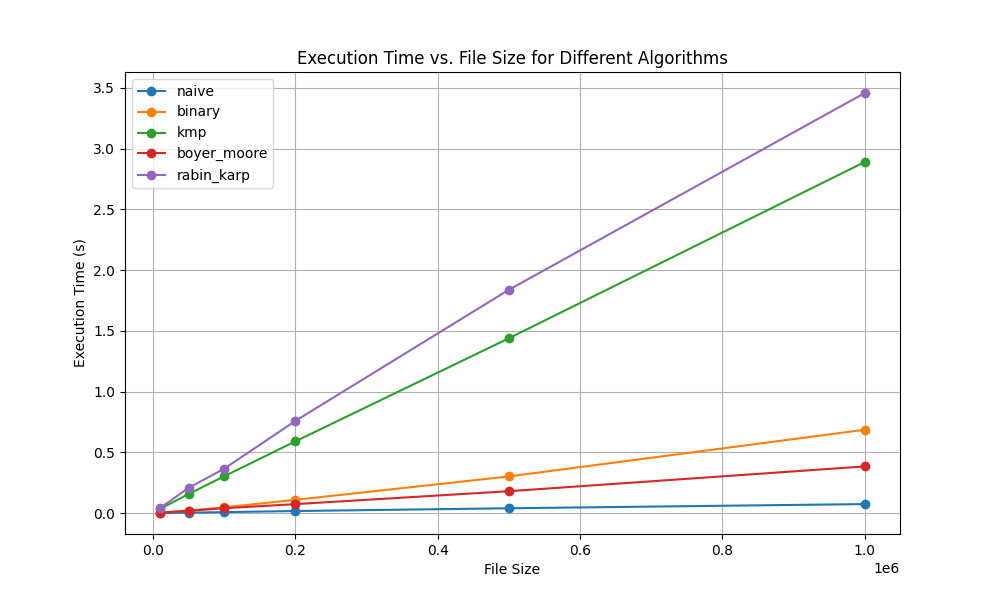 Execution Time vs. File Size for Different Algorithms
naive
binary
kmp
boyer_moore
rabin_karp
Execution Time (s)
3.5
3.0
2.5
2.0
1.5
1.0
0.5
0.0
0.0 0.2 0.4 0.6 0.8 1.0
1e6
File Size